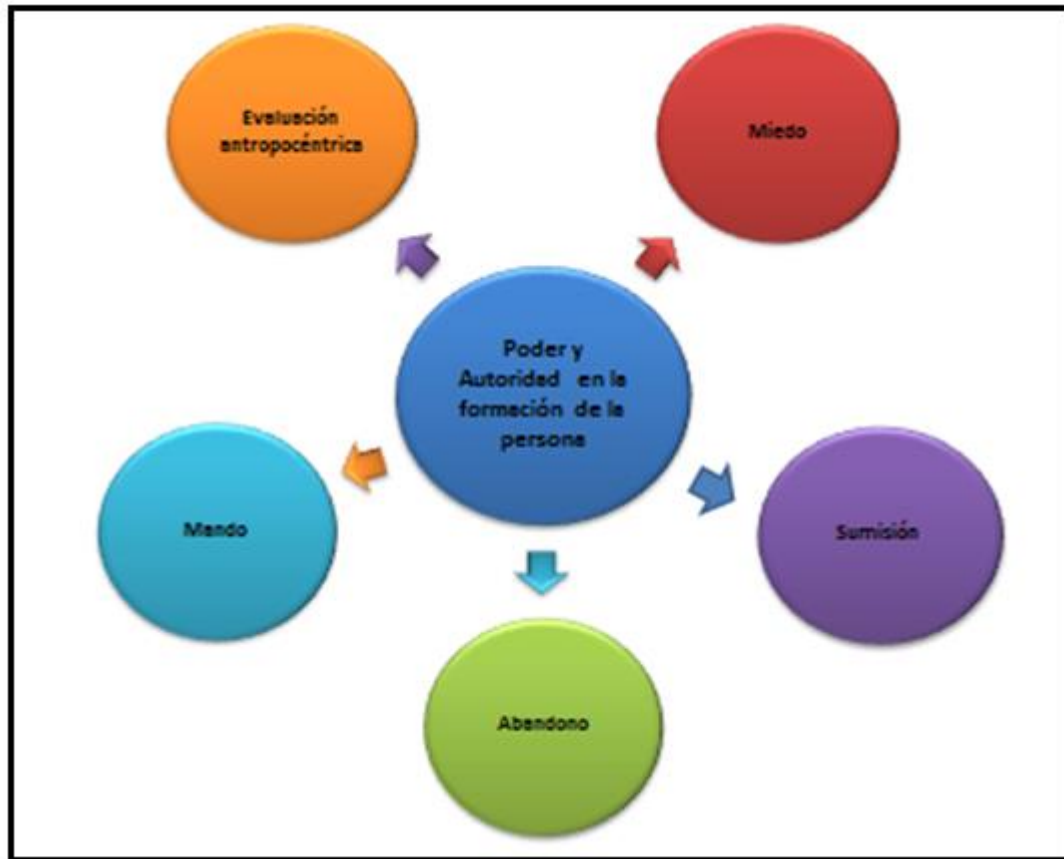 Evaluación
antropocéntrica
Miedo
Poder y
Autoridad en la
formación de la
persona
Mando
Sumisión
Abandono